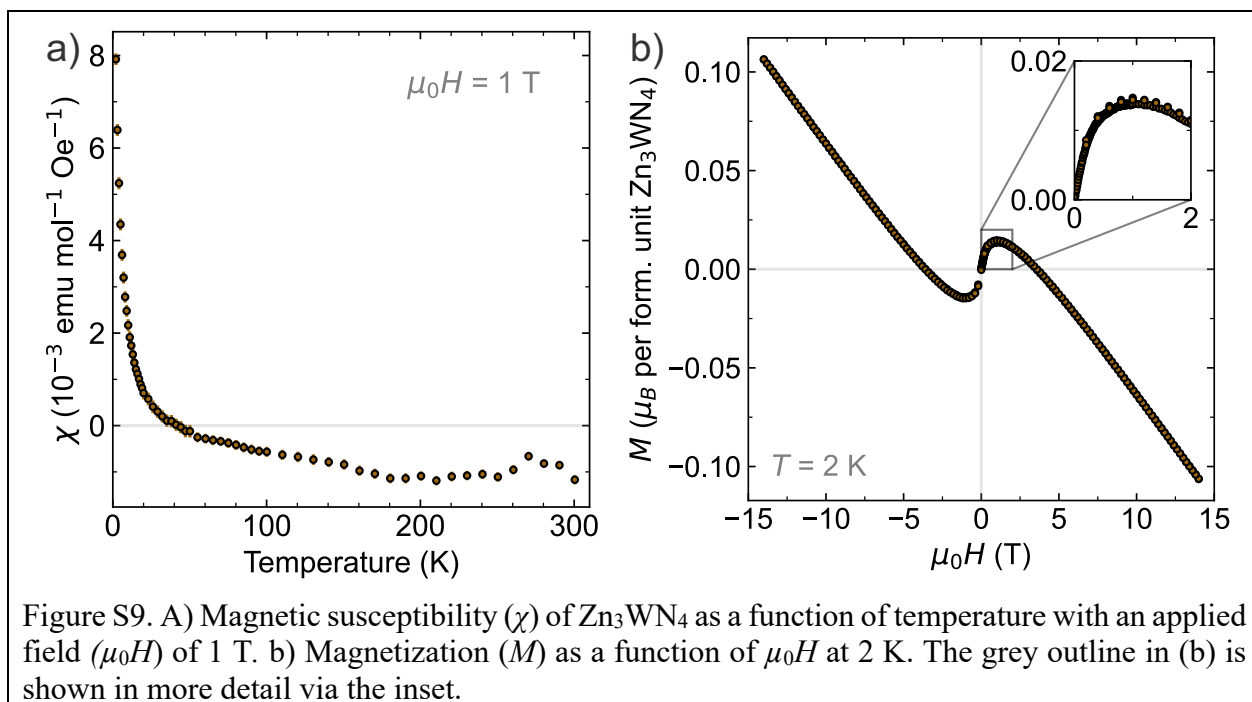 a)
μ₀H = 1 T
8
6
4
2
0
χ (10⁻³ emu mol⁻¹ Oe⁻¹)
0 100 200 300
Temperature (K)
b)
0.10
0.05
0.00
−0.05
−0.10
M (μB per form. unit Zn₃WN₄)
0.02
0.00
0 2
T = 2 K
−15 −10 −5 0 5 10 15
μ₀H (T)
Figure S9. A) Magnetic susceptibility (χ) of Zn₃WN₄ as a function of temperature with an applied
field (μ₀H) of 1 T. b) Magnetization (M) as a function of μ₀H at 2 K. The grey outline in (b) is
shown in more detail via the inset.